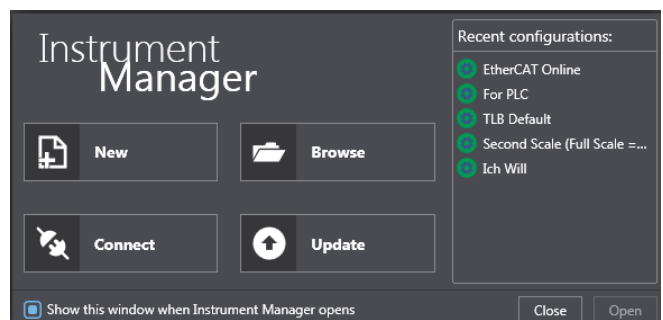 Instrument
Manager
New
Browse
Connect
Update
Recent configurations:
EtherCAT Online
For PLC
TLB Default
Second Scale (Full Scale =...
Ich Will
Show this window when Instrument Manager opens
Close
Open